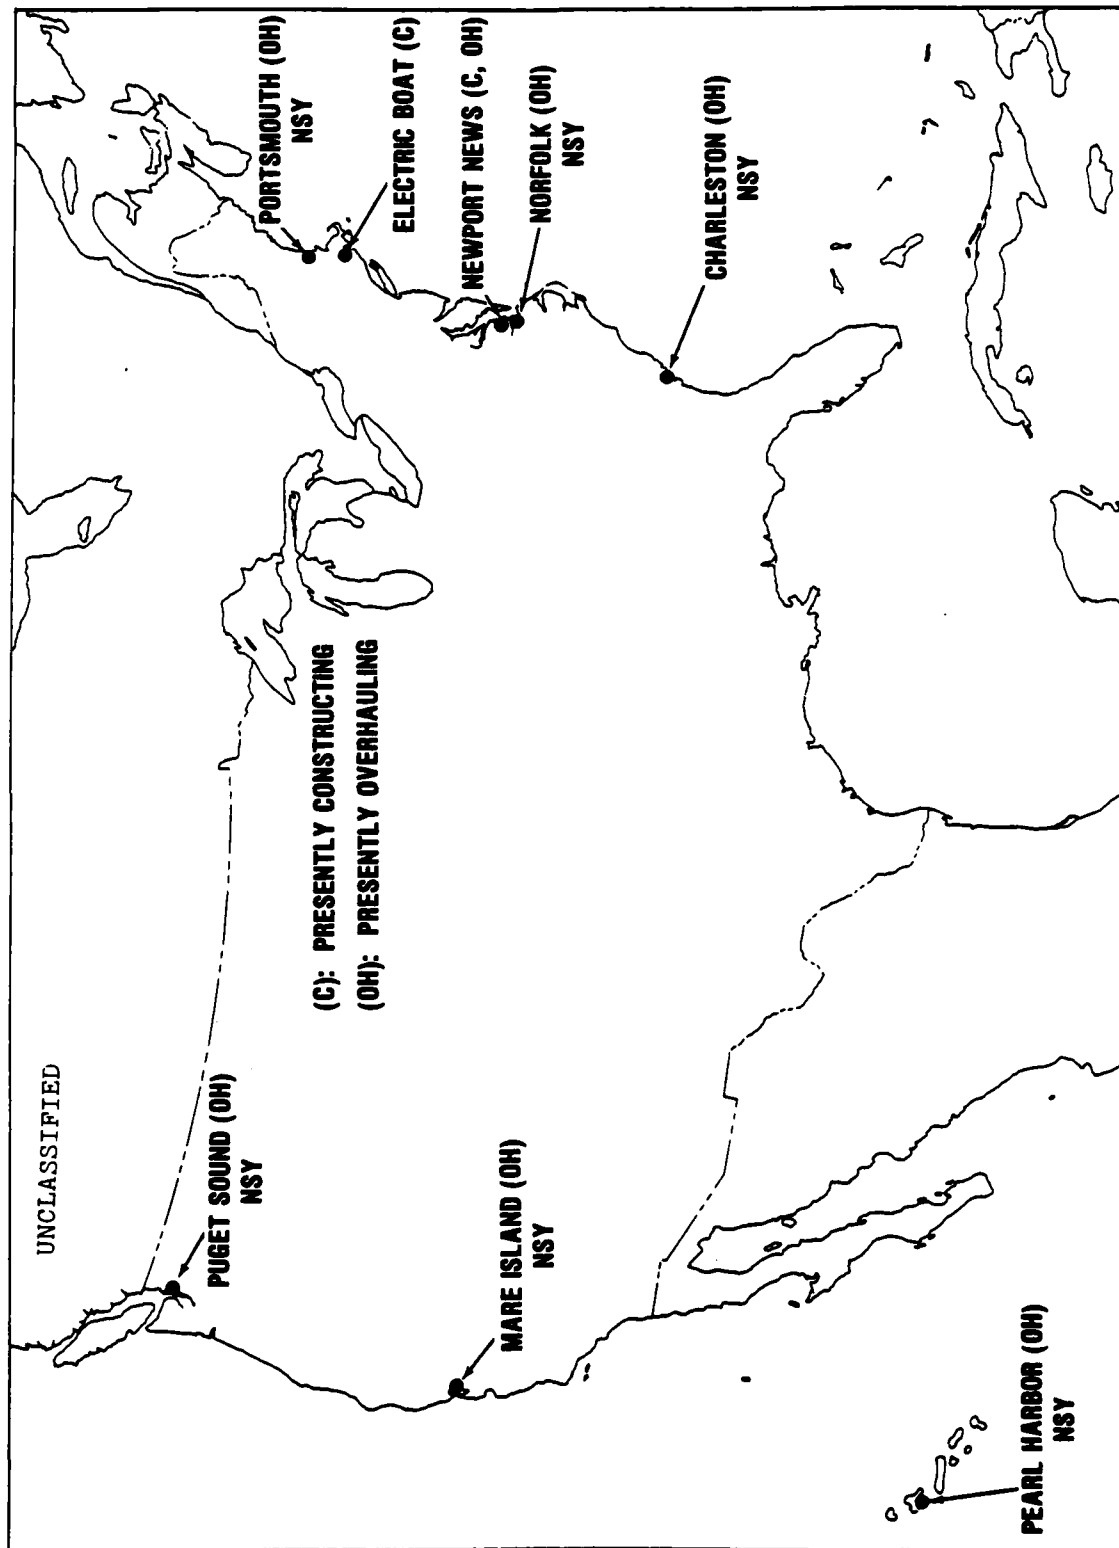 UNCLASSIFIED
PUGET SOUND (OH)
NSY
MARE ISLAND (OH)
NSY
PEARL HARBOR (OH)
NSY
(C): PRESENTLY CONSTRUCTING
(OH): PRESENTLY OVERHAULING
PORTSMOUTH (OH)
NSY
ELECTRIC BOAT (C)
NEWPORT NEWS (C, OH)
NORFOLK (OH)
NSY
CHARLESTON (OH)
NSY